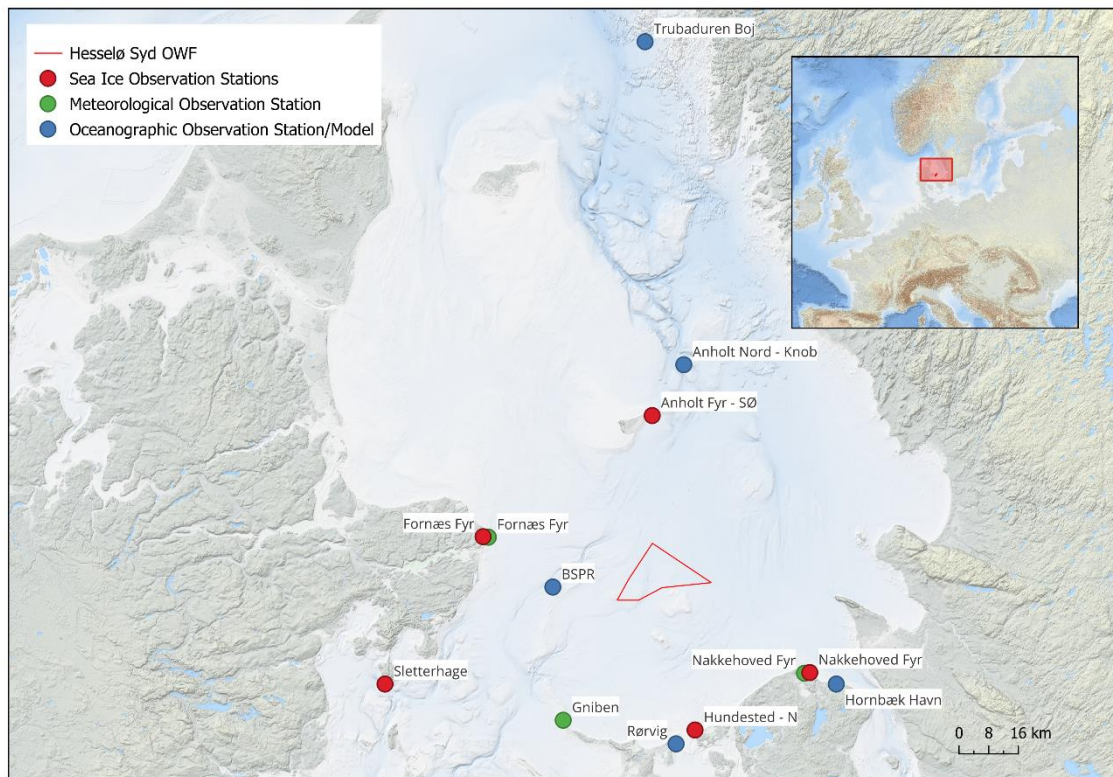 Trubaduren Boj
Hesselø Syd OWF
Sea Ice Observation Stations
Meteorological Observation Station
Oceanographic Observation Station/Model
Anholt Nord - Knob
Anholt Fyr - SØ
Fornæs Fyr
Fornæs Fyr
BSPR
Nakkehoved Fyr
Nakkehoved Fyr
Sletterhage
Hornbæk Havn
Gniben
Hundested - N
Rørvig
0 8 16 km